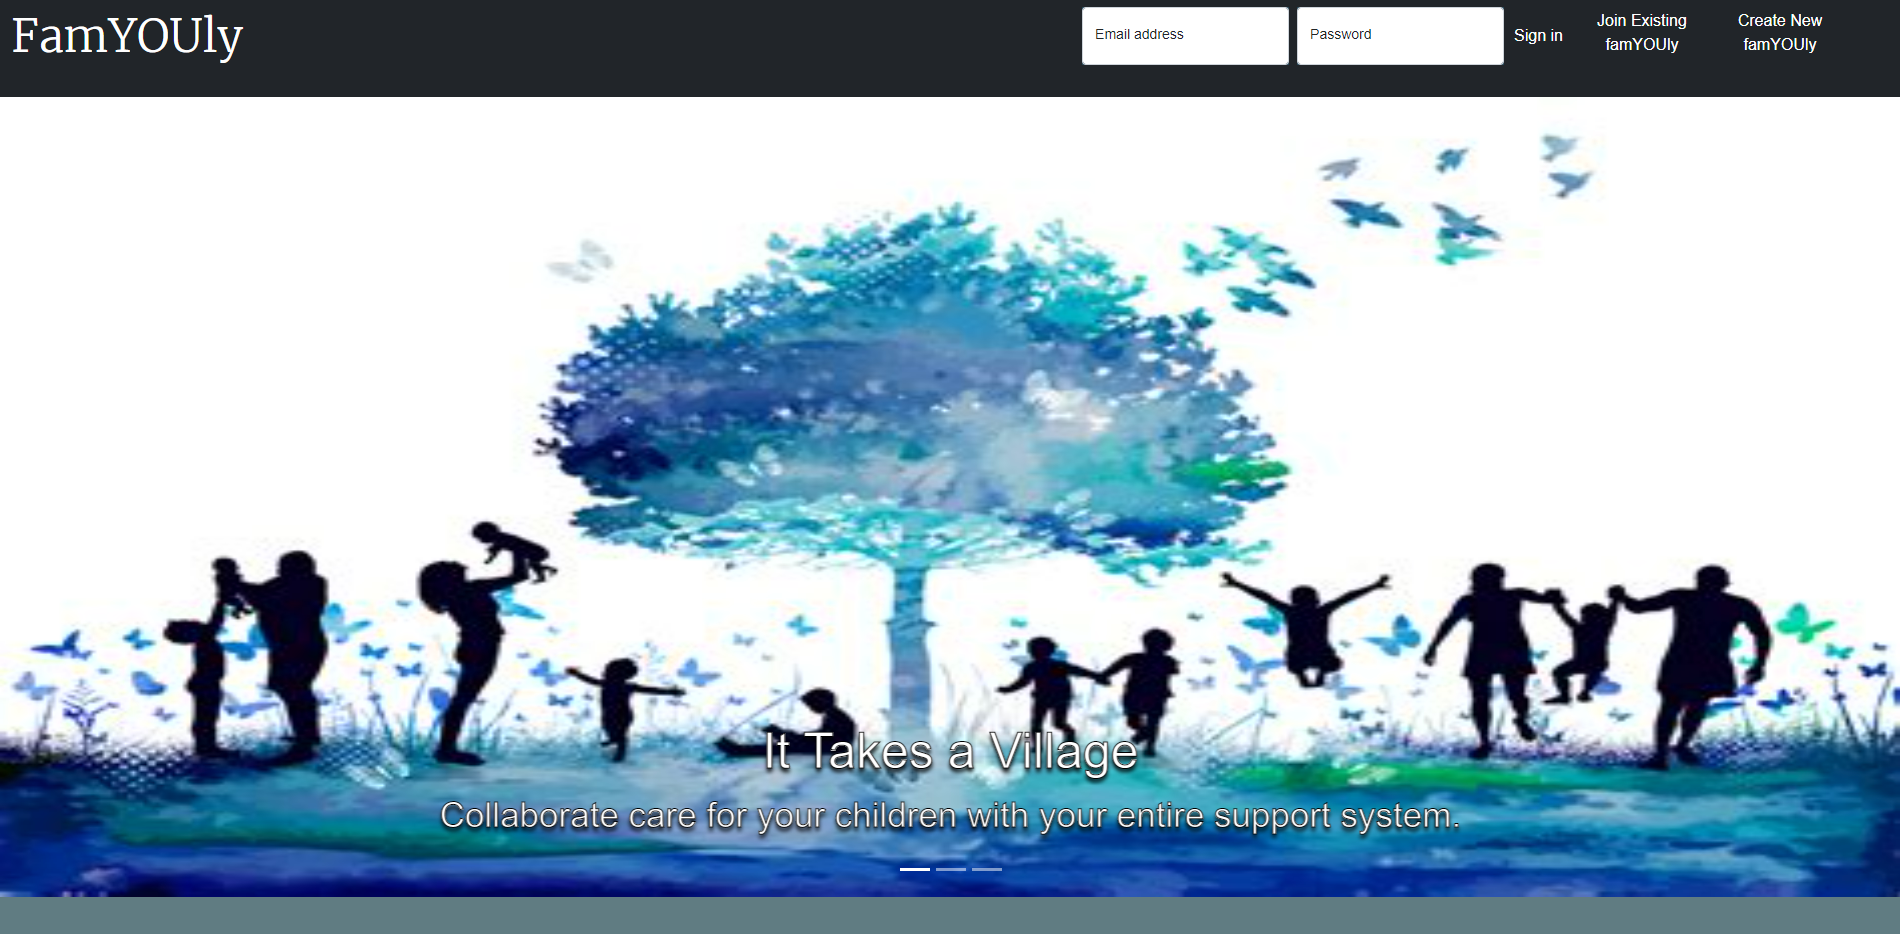 FamYOUly
Email address
Password
Sign in
Join Existing
famYOUly
Create New
famYOUly
It Takes a Village
Collaborate care for your children with your entire support system.